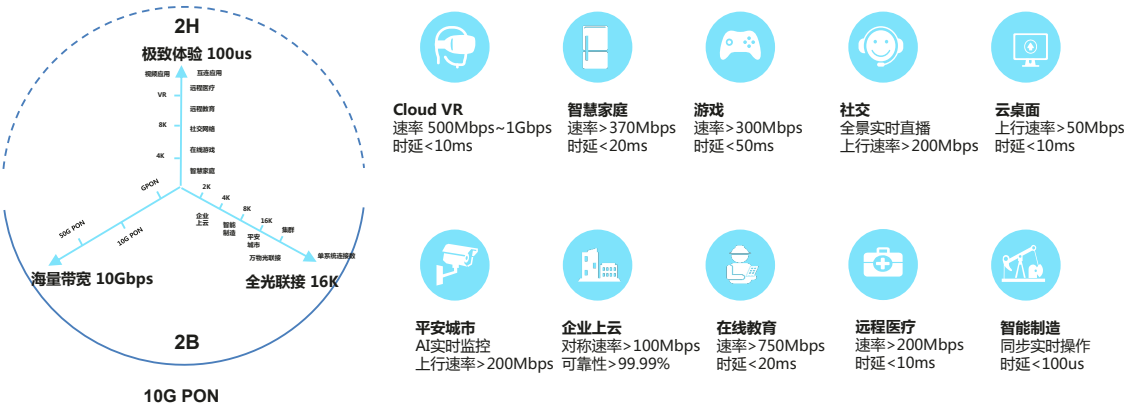 2H
极致体验 100us
视频应用
互连应用
VR
远程医疗
远程教育
8K
社交网络
在线游戏
4K
智慧家庭
GPON
10G PON
50G PON
海量带宽 10Gbps
2K
4K
8K
16K
集群
单系统连接数
企业
上云
智能
制造
平安
城市
万物光联接
全光联接 16K
2B
10G PON
Cloud VR
速率 500Mbps~1Gbps
时延<10ms
智慧家庭
速率>370Mbps
时延<20ms
游戏
速率>300Mbps
时延<50ms
社交
全景实时直播
上行速率>200Mbps
云桌面
上行速率>50Mbps
时延<10ms
平安城市
AI实时监控
上行速率>200Mbps
企业上云
对称速率>100Mbps
可靠性>99.99%
在线教育
速率>750Mbps
时延<20ms
远程医疗
速率>200Mbps
时延<10ms
智能制造
同步实时操作
时延<100us